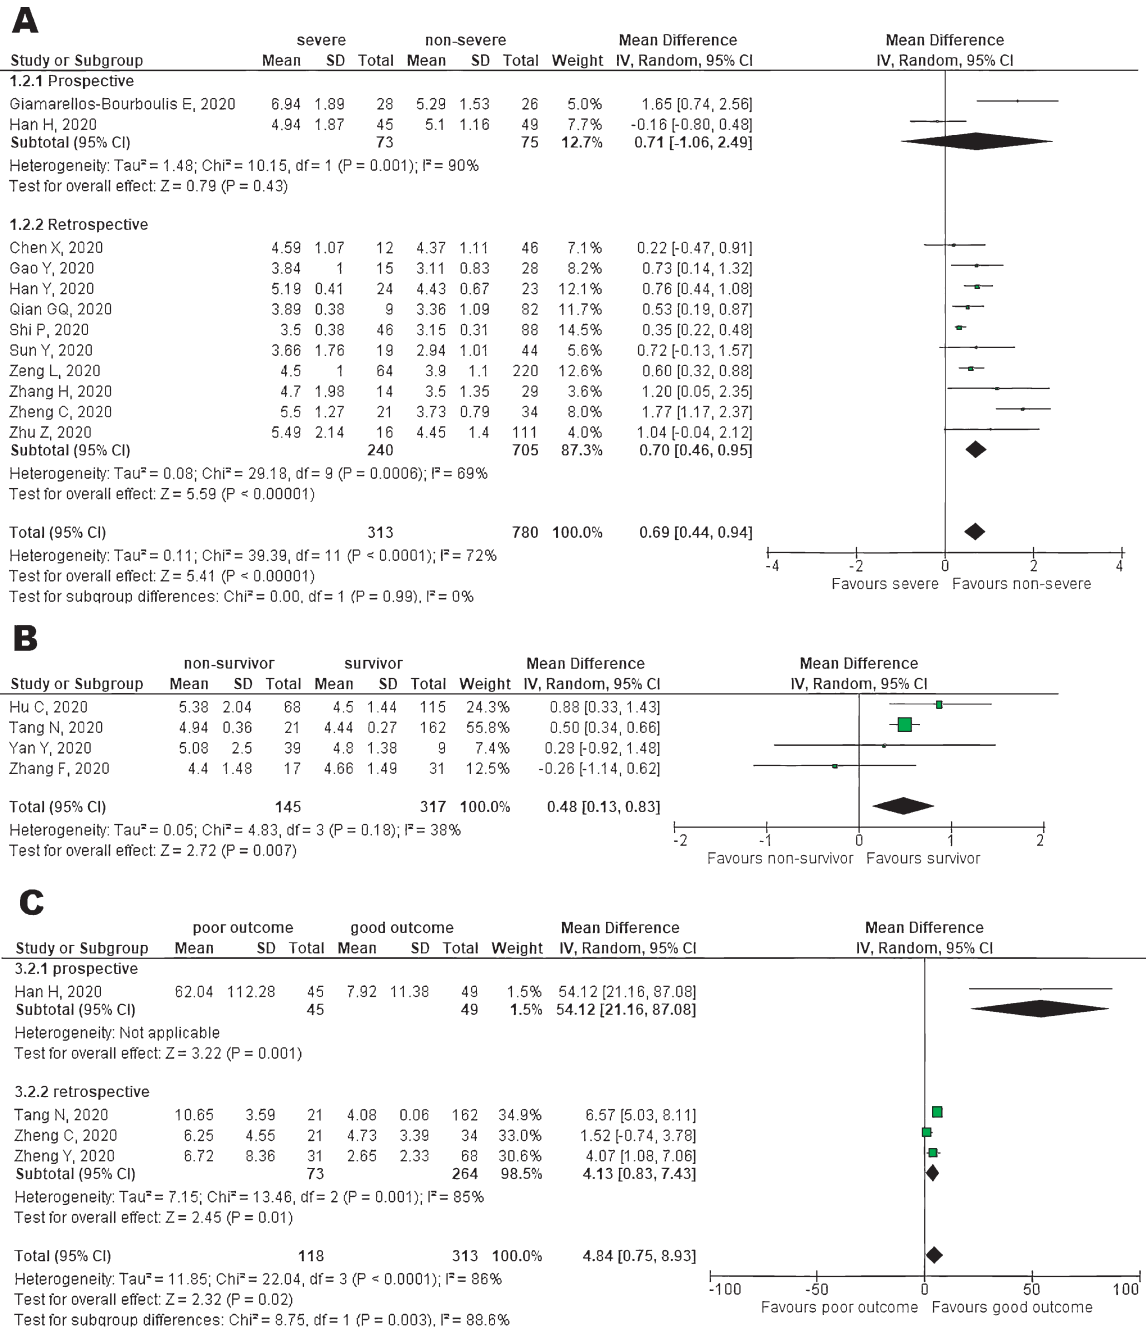 A
severe non-severe Mean Difference Mean Difference
Study or Subgroup Mean SD Total Mean SD Total Weight IV, Random, 95% CI IV, Random, 95% CI
1.2.1 Prospective
Giamarellos-Bourboulis E, 2020 6.94 1.89 28 5.29 1.53 26 5.0% 1.65 [0.74, 2.56]
Han H, 2020 4.94 1.87 45 5.1 1.16 49 7.7% -0.16 [-0.80, 0.48]
Subtotal (95% CI) 73 75 12.7% 0.71 [-1.06, 2.49]
Heterogeneity: Tau² = 1.48; Chi² = 10.15, df = 1 (P = 0.001); I² = 90%
Test for overall effect: Z = 0.79 (P = 0.43)
1.2.2 Retrospective
Chen X, 2020 4.59 1.07 12 4.37 1.11 46 7.1% 0.22 [-0.47, 0.91]
Gao Y, 2020 3.84 1 15 3.11 0.83 28 8.2% 0.73 [0.14, 1.32]
Han Y, 2020 5.19 0.41 24 4.43 0.67 23 12.1% 0.76 [0.44, 1.08]
Qian GQ, 2020 3.89 0.38 9 3.36 1.09 82 11.7% 0.53 [0.19, 0.87]
Shi P, 2020 3.5 0.38 46 3.15 0.31 88 14.5% 0.35 [0.22, 0.48]
Sun Y, 2020 3.66 1.76 19 2.94 1.01 44 5.6% 0.72 [-0.13, 1.57]
Zeng L, 2020 4.5 1 64 3.9 1.1 220 12.6% 0.60 [0.32, 0.88]
Zhang H, 2020 4.7 1.98 14 3.5 1.35 29 3.6% 1.20 [0.05, 2.35]
Zheng C, 2020 5.5 1.27 21 3.73 0.79 34 8.0% 1.77 [1.17, 2.37]
Zhu Z, 2020 5.49 2.14 16 4.45 1.4 111 4.0% 1.04 [-0.04, 2.12]
Subtotal (95% CI) 240 705 87.3% 0.70 [0.46, 0.95]
Heterogeneity: Tau² = 0.08; Chi² = 29.18, df = 9 (P = 0.0006); I² = 69%
Test for overall effect: Z = 5.59 (P < 0.00001)
Total (95% CI) 313 780 100.0% 0.69 [0.44, 0.94]
Heterogeneity: Tau² = 0.11; Chi² = 39.39, df = 11 (P < 0.0001); I² = 72%
Test for overall effect: Z = 5.41 (P < 0.00001)
Test for subgroup differences: Chi² = 0.00, df = 1 (P = 0.99), I² = 0%
-4 -2 0 2 4
Favours severe Favours non-severe
B
non-survivor survivor Mean Difference Mean Difference
Study or Subgroup Mean SD Total Mean SD Total Weight IV, Random, 95% CI IV, Random, 95% CI
Hu C, 2020 5.38 2.04 68 4.5 1.44 115 24.3% 0.88 [0.33, 1.43]
Tang N, 2020 4.94 0.36 21 4.44 0.27 162 55.8% 0.50 [0.34, 0.66]
Yan Y, 2020 5.08 2.5 39 4.8 1.38 9 7.4% 0.28 [-0.92, 1.48]
Zhang F, 2020 4.4 1.48 17 4.66 1.49 31 12.5% -0.26 [-1.14, 0.62]
Total (95% CI) 145 317 100.0% 0.48 [0.13, 0.83]
Heterogeneity: Tau² = 0.05; Chi² = 4.83, df = 3 (P = 0.18); I² = 38%
Test for overall effect: Z = 2.72 (P = 0.007)
-2 -1 0 1 2
Favours non-survivor Favours survivor
C
poor outcome good outcome Mean Difference Mean Difference
Study or Subgroup Mean SD Total Mean SD Total Weight IV, Random, 95% CI IV, Random, 95% CI
3.2.1 prospective
Han H, 2020 62.04 112.28 45 7.92 11.38 49 1.5% 54.12 [21.16, 87.08]
Subtotal (95% CI) 45 49 1.5% 54.12 [21.16, 87.08]
Heterogeneity: Not applicable
Test for overall effect: Z = 3.22 (P = 0.001)
3.2.2 retrospective
Tang N, 2020 10.65 3.59 21 4.08 0.06 162 34.9% 6.57 [5.03, 8.11]
Zheng C, 2020 6.25 4.55 21 4.73 3.39 34 33.0% 1.52 [-0.74, 3.78]
Zheng Y, 2020 6.72 8.36 31 2.65 2.33 68 30.6% 4.07 [1.08, 7.06]
Subtotal (95% CI) 73 264 98.5% 4.13 [0.83, 7.43]
Heterogeneity: Tau² = 7.15; Chi² = 13.46, df = 2 (P = 0.001); I² = 85%
Test for overall effect: Z = 2.45 (P = 0.01)
Total (95% CI) 118 313 100.0% 4.84 [0.75, 8.93]
Heterogeneity: Tau² = 11.85; Chi² = 22.04, df = 3 (P < 0.0001); I² = 86%
Test for overall effect: Z = 2.32 (P = 0.02)
Test for subgroup differences: Chi² = 8.75, df = 1 (P = 0.003), I² = 88.6%
-100 -50 0 50 100
Favours poor outcome Favours good outcome